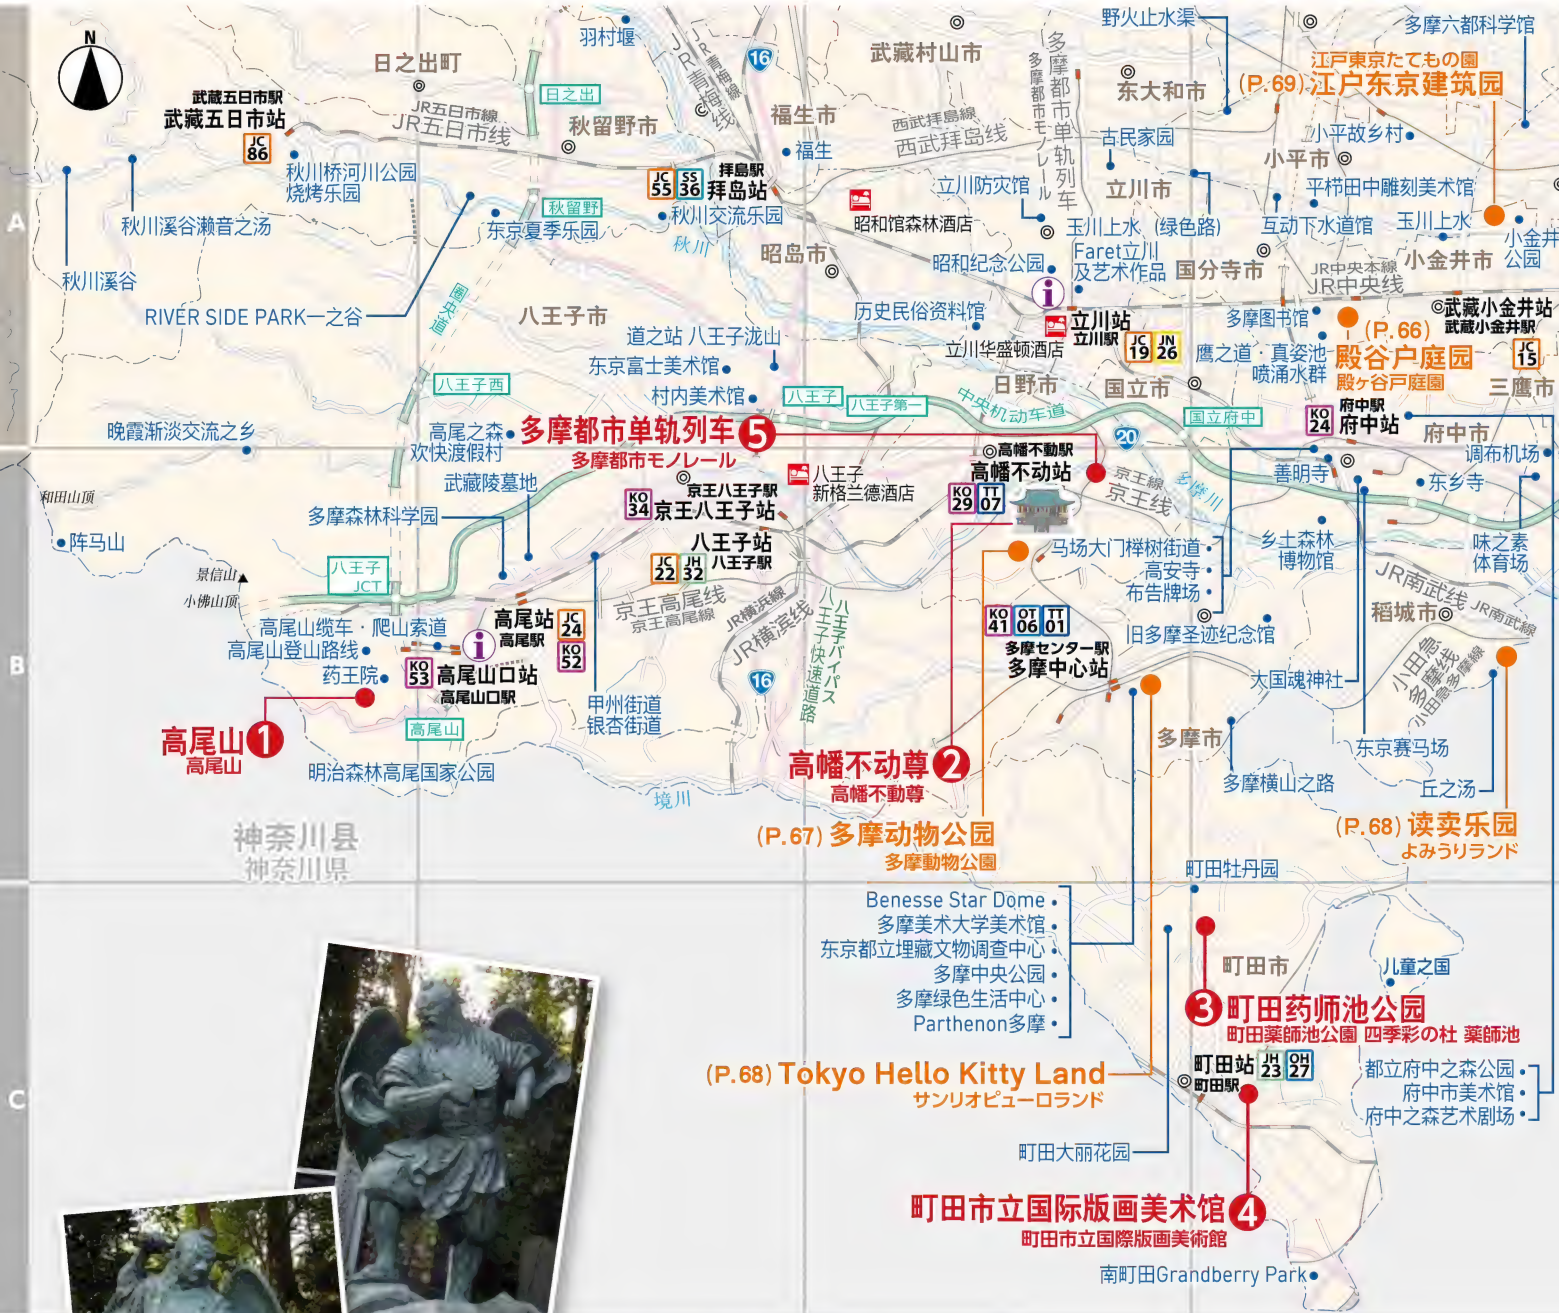 N
羽村堰
16
JR青梅線
JR青梅线
武藏村山市
野火止水渠
多摩六都科学馆
日之出町
日之出
多摩都市单轨列车
多摩都市モノレール
东大和市
江戸東京たてもの園
(P.69)江户东京建筑园
武蔵五日市駅
武藏五日市站
JC
86
JR五日市線
JR五日市线
秋留野市
福生市
福生
西武拝島線
西武拜岛线
古民家园
小平故乡村
小平市
秋川桥河川公园
烧烤乐园
JC
55
SS
36
拝島駅
拜岛站
立川防灾馆
立川市
平栉田中雕刻美术馆
A
秋川溪谷濑音之汤
秋留野
东京夏季乐园
秋川交流乐园
秋川
昭和馆森林酒店
玉川上水（绿色路）
互动下水道馆
玉川上水
小金井
公园
昭岛市
昭和纪念公园
Faret立川
及艺术作品
国分寺市
JR中央本線
JR中央线
小金井市
秋川溪谷
圈央道
RIVER SIDE PARK一之谷
八王子市
历史民俗资料馆
立川站
立川駅
JC
19
JN
26
多摩图书馆
(P.66)
殿谷户庭园
殿ヶ谷戸庭園
武藏小金井站
武蔵小金井駅
JC
15
道之站 八王子泷山
东京富士美术馆
村内美术馆
立川华盛顿酒店
鹰之道·真姿池
喷涌水群
三鹰市
八王子西
八王子
八王子第一
日野市
国立市
中央机动车道
国立府中
KO
24
府中駅
府中站
府中市
晚霞渐淡交流之乡
高尾之森
欢快渡假村
多摩都市单轨列车5
多摩都市モノレール
20
高幡不動駅
高幡不动站
KO
29
TT
07
京王線
京王线
多摩川
善明寺
调布机场
东乡寺
和田山顶
武藏陵墓地
多摩森林科学园
KO
34
京王八王子駅
京王八王子站
八王子
新格兰德酒店
阵马山
八王子站
八王子駅
JC
22
JH
32
马场大门榉树街道
高安寺
布告牌场
乡土森林
博物馆
味之素
体育场
八王子
JCT
景信山
小佛山顶
高尾站
高尾駅
JC
24
KO
52
京王高尾线
京王高尾線
JR横浜線
JR横滨线
八王子バイパス
八王子快速道路
KO
41
OT
06
TT
01
旧多摩圣迹纪念馆
JR南武线
JR南武線
稻城市
B
高尾山缆车·爬山索道
高尾山登山路线
药王院
KO
53
高尾山口站
高尾山口駅
16
多摩センター駅
多摩中心站
大国魂神社
小田急
多摩线
小田急多摩線
高尾山1
高尾山
高尾山
甲州街道
银杏街道
高幡不动尊2
高幡不動尊
多摩市
东京赛马场
多摩横山之路
丘之汤
明治森林高尾国家公园
境川
(P.67)多摩动物公园
多摩動物公園
(P.68)读卖乐园
よみうりランド
神奈川县
神奈川県
町田牡丹园
Benesse Star Dome
多摩美术大学美术馆
东京都立埋藏文物调查中心
多摩中央公园
多摩绿色生活中心
Parthenon多摩
町田市
儿童之国
3町田药师池公园
町田薬師池公園 四季彩の杜 薬師池
(P.68)Tokyo Hello Kitty Land
サンリオピューロランド
町田站
町田駅
JH
23
OH
27
都立府中之森公园
府中市美术馆
府中之森艺术剧场
C
町田大丽花园
町田市立国际版画美术馆4
町田市立国際版画美術館
南町田Grandberry Park